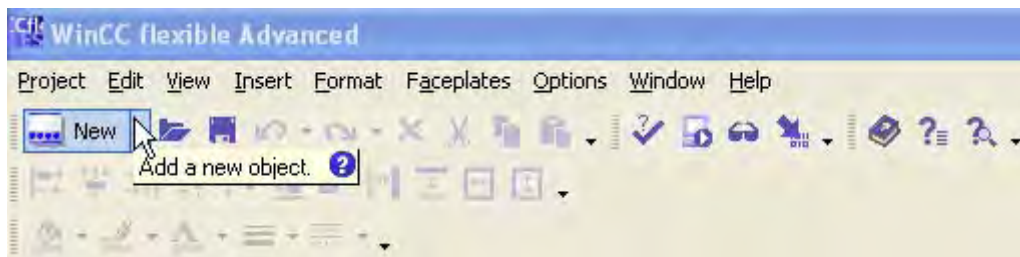 WinCC flexible Advanced
Project Edit View Insert Format Faceplates Options Window Help
New
Add a new object.